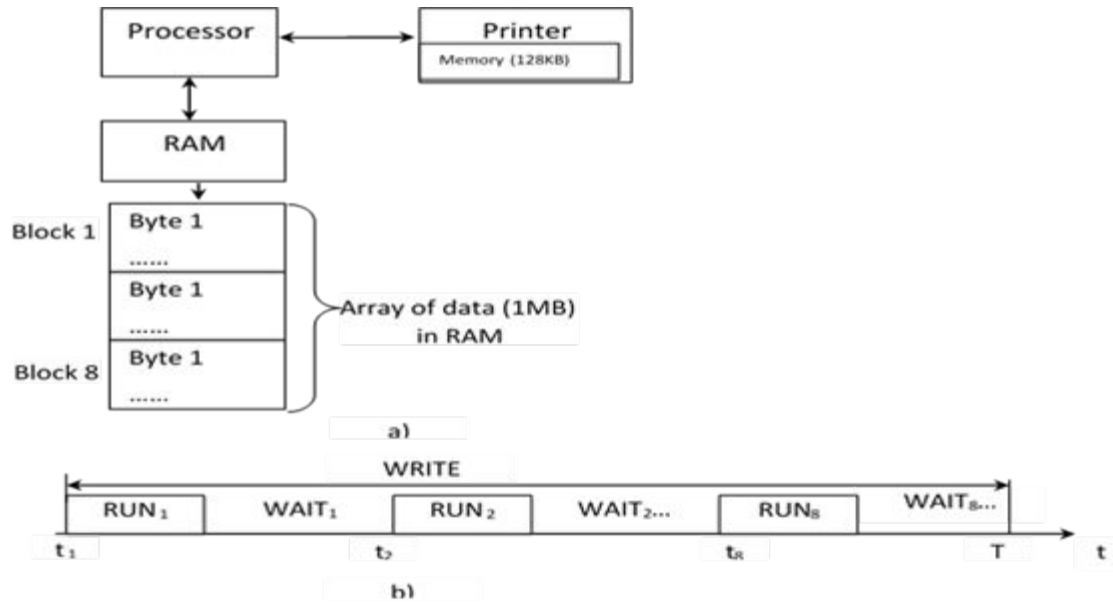 Processor
Printer
Memory (128KB)
RAM
Block 1
Byte 1
......
Byte 1
......
Block 8
Byte 1
......
Array of data (1MB)
in RAM
a)
WRITE
RUN₁ WAIT₁ RUN₂ WAIT₂... RUN₈ WAIT₈...
t₁ t₂ t₈ T t
b)